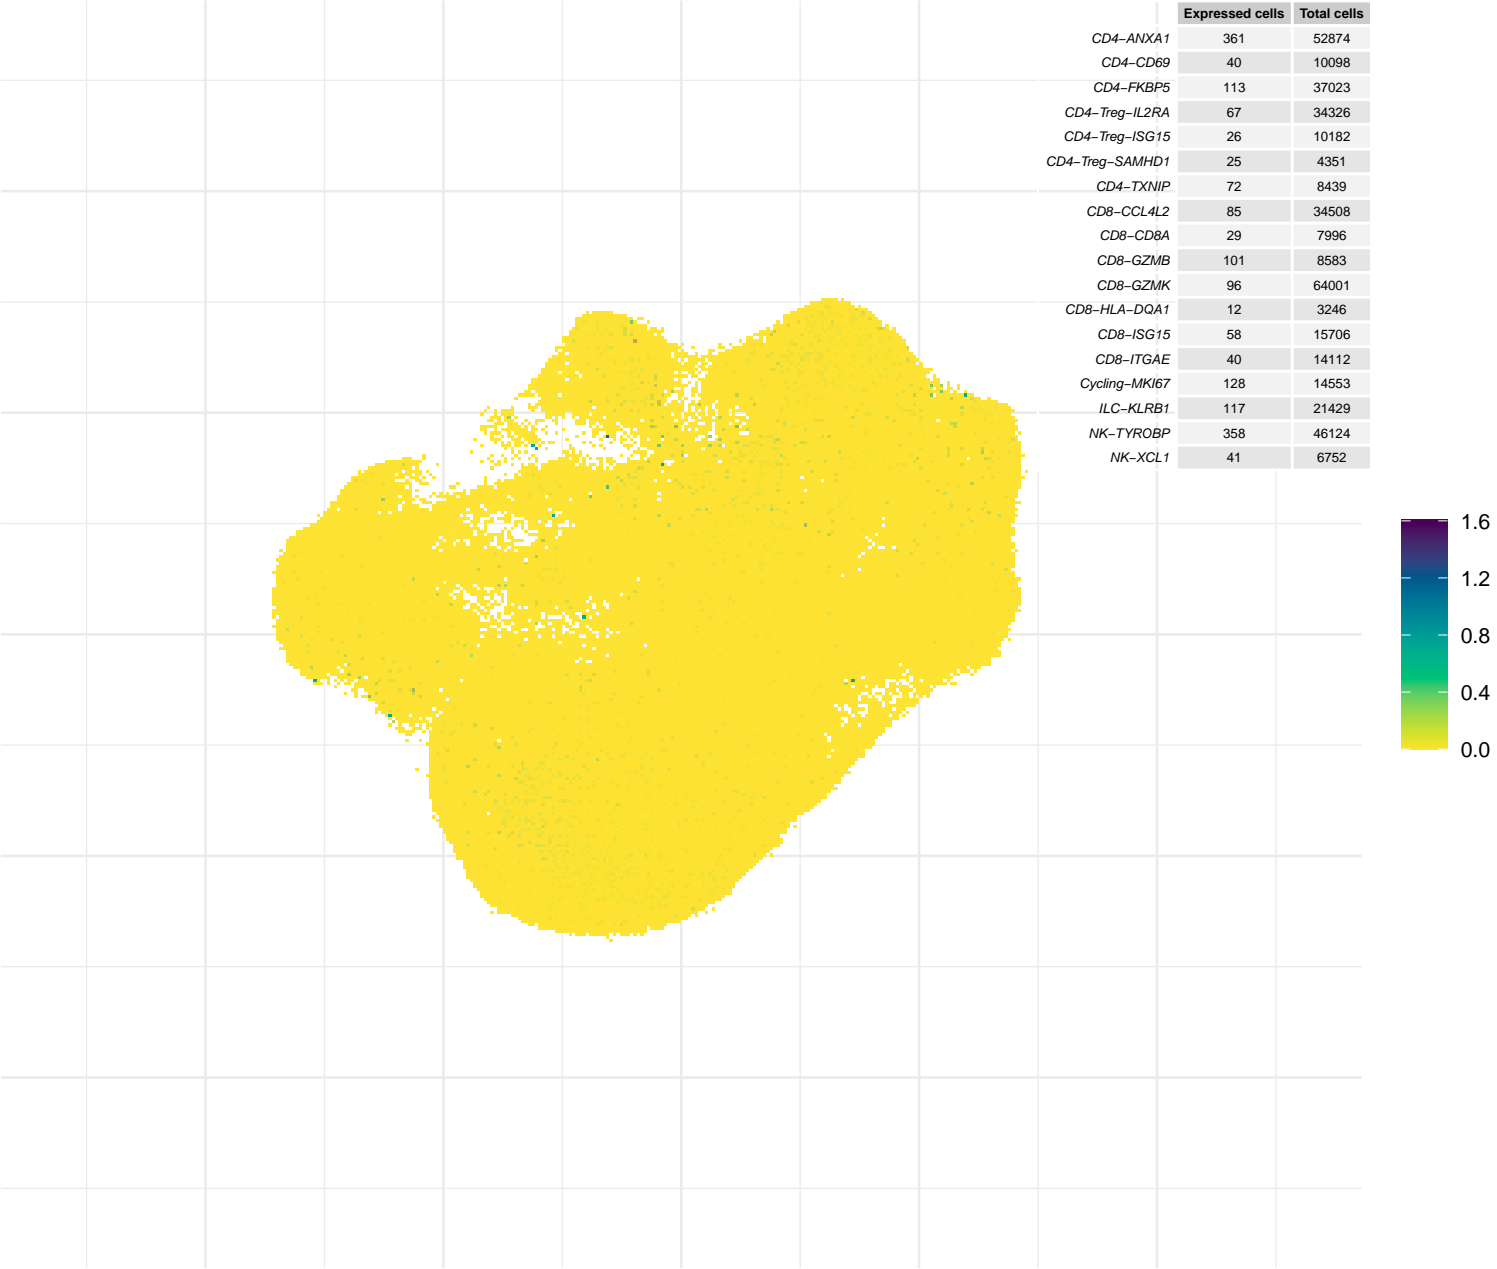 Expressed cells Total cells
CD4−ANXA1 361 52874
CD4−CD69 40 10098
CD4−FKBP5 113 37023
CD4−Treg−IL2RA 67 34326
CD4−Treg−ISG15 26 10182
CD4−Treg−SAMHD1 25 4351
CD4−TXNIP 72 8439
CD8−CCL4L2 85 34508
CD8−CD8A 29 7996
CD8−GZMB 101 8583
CD8−GZMK 96 64001
CD8−HLA−DQA1 12 3246
CD8−ISG15 58 15706
CD8−ITGAE 40 14112
Cycling−MKI67 128 14553
ILC−KLRB1 117 21429
NK−TYROBP 358 46124
NK−XCL1 41 6752
1.6
1.2
0.8
0.4
0.0